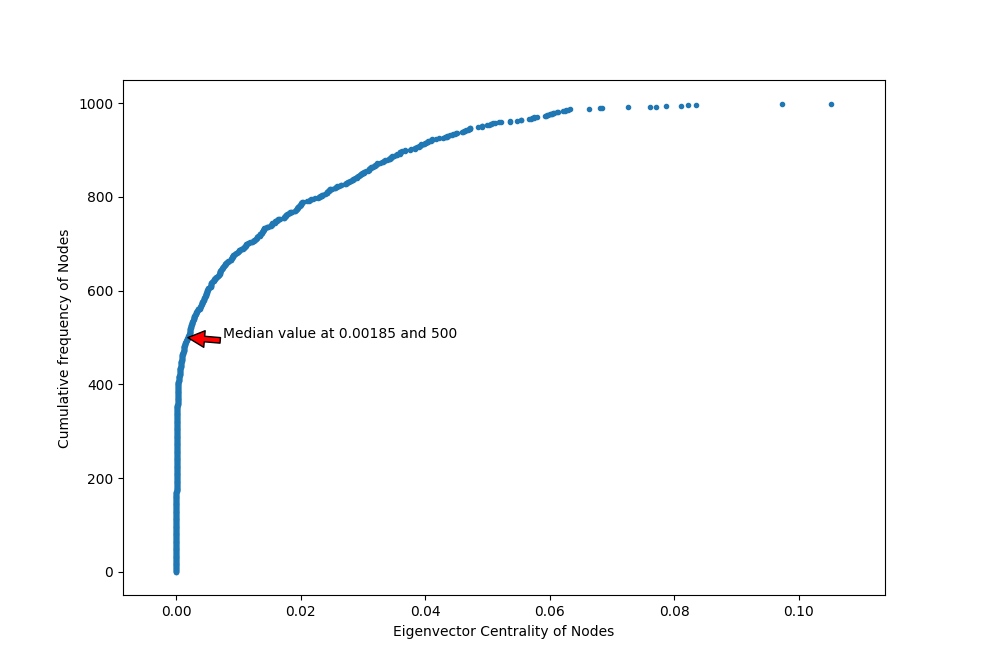 1000
800
600
400
200
0
Cumulative frequency of Nodes
Median value at 0.00185 and 500
0.00 0.02 0.04 0.06 0.08 0.10
Eigenvector Centrality of Nodes